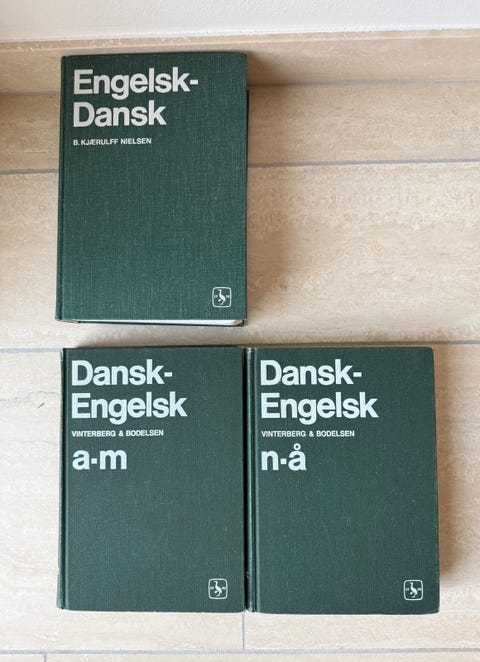 Engelsk-
Dansk
B. KJÆRULFF NIELSEN
Dansk-
Engelsk
VINTERBERG & BODELSEN
a·m
Dansk-
Engelsk
VINTERBERG & BODELSEN
n·å